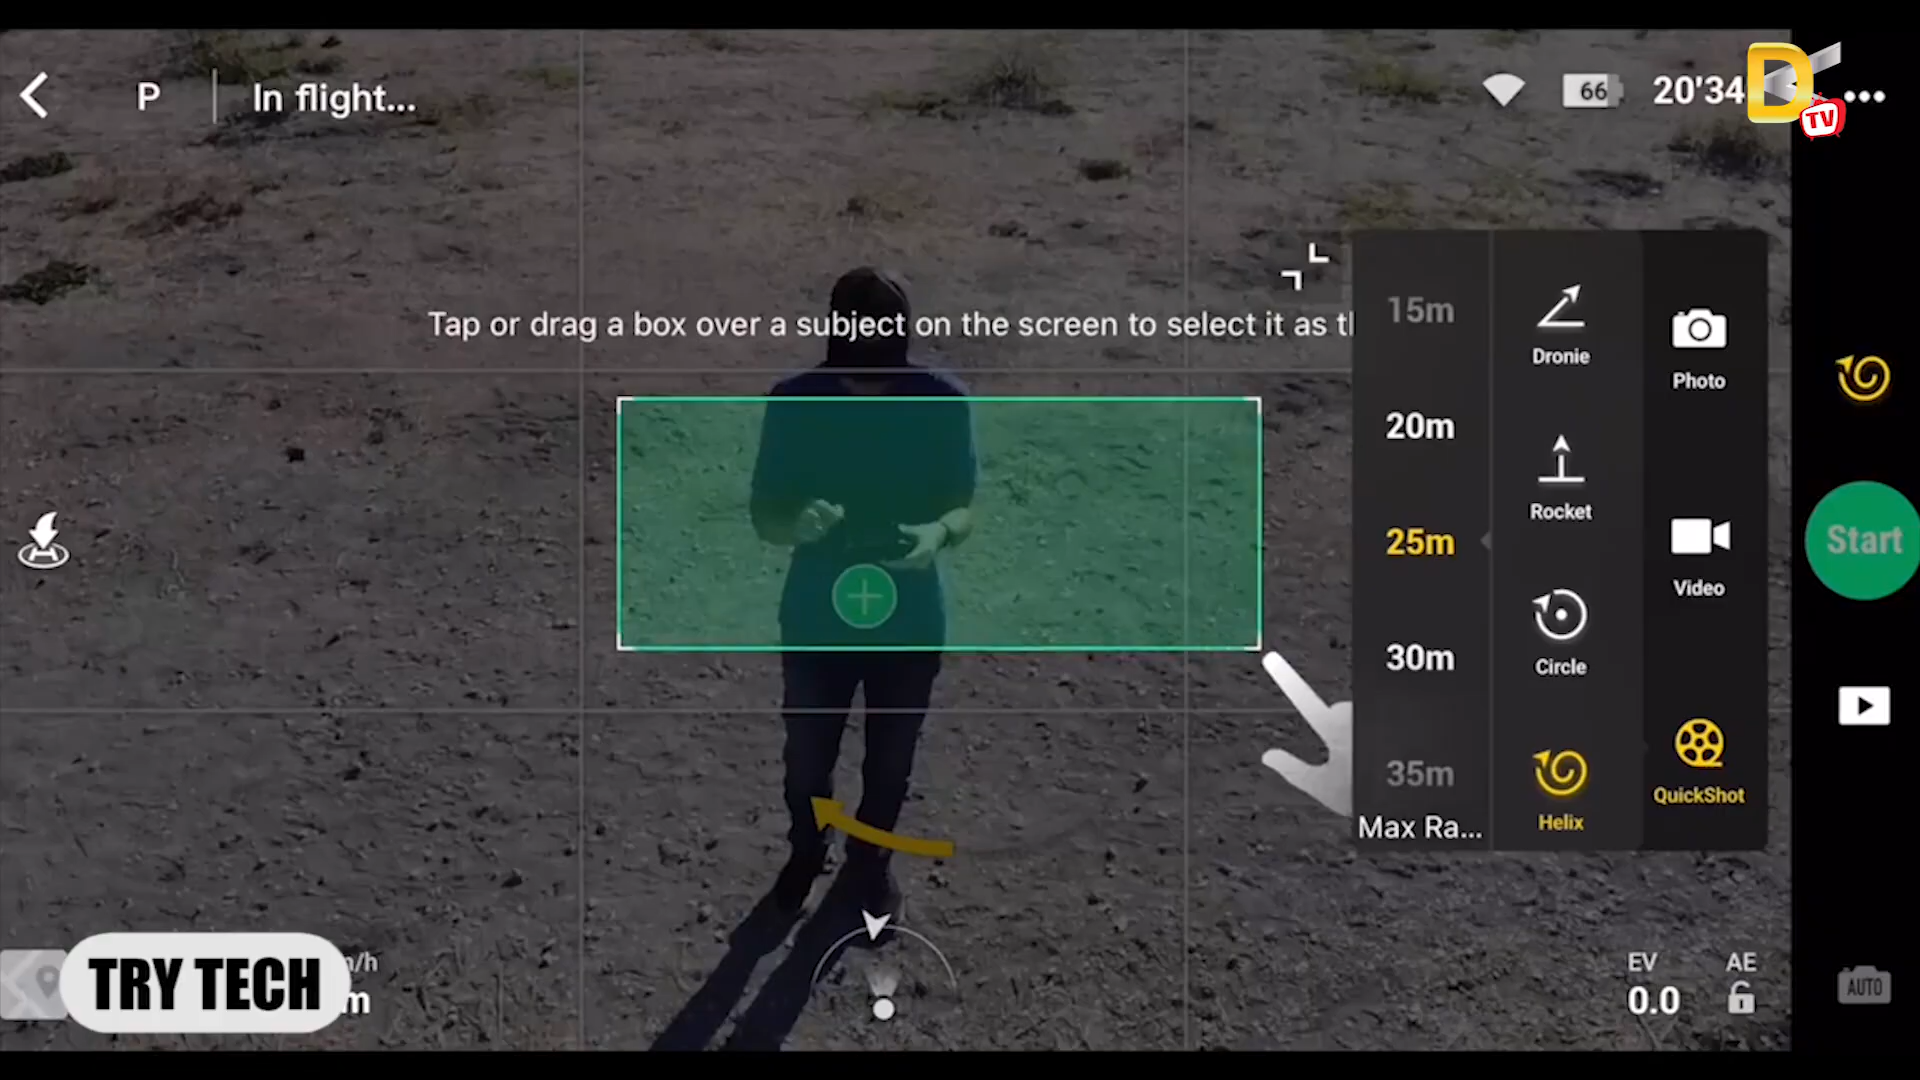 P
In flight...
66
20'34
D
TV
Tap or drag a box over a subject on the screen to select it as
15m
20m
25m
30m
35m
Max Ra...
Dronie
Rocket
Circle
Helix
Photo
Video
QuickShot
Start
TRY TECH
EV
0.0
AE
AUTO